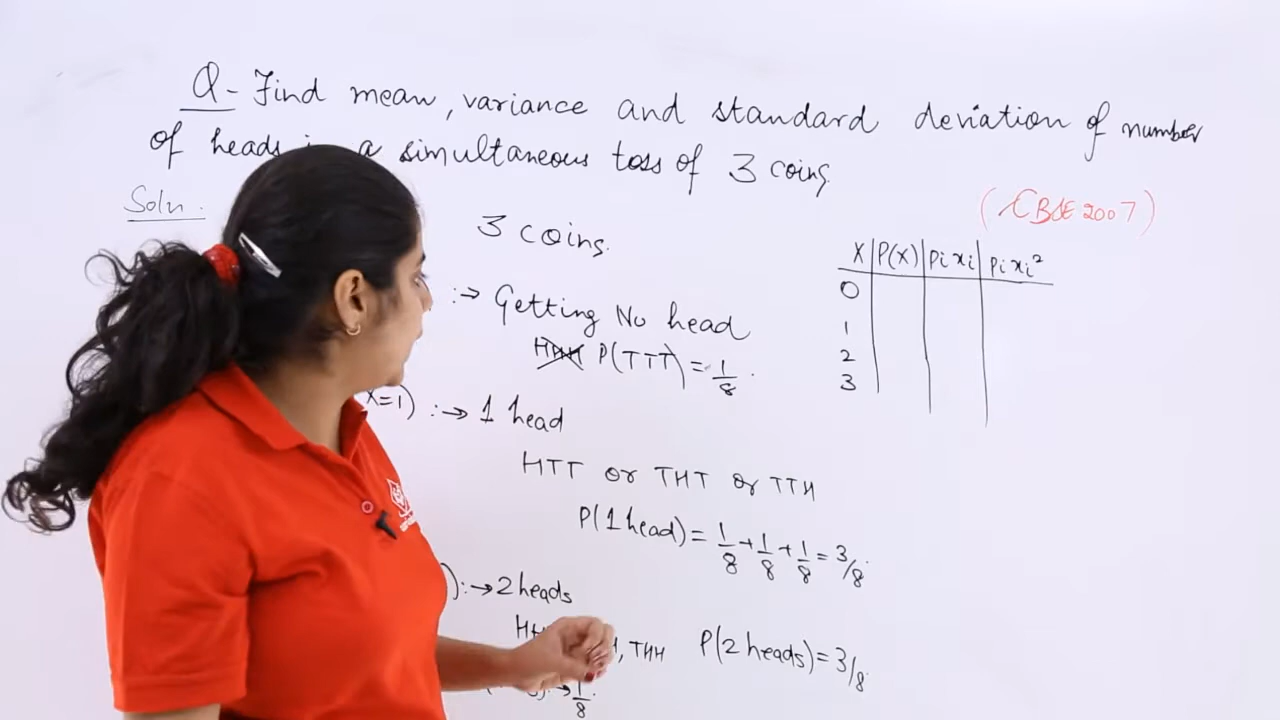 Q- Find mean, variance and standard deviation of number
of heads a simultaneous toss of 3 coins.
Soln.
3 coins.
(CBSE 2007)
:→ Getting No head
HHH P(TTT) = 1/8.
X=1) :→ 1 head
HTT or THT or TTH
P(1 head) = 1/8 + 1/8 + 1/8 = 3/8.
):→ 2 heads
, THH P(2 heads) = 3/8.
→ 1/8.
X | P(X) | pixi | pixi²
0
1
2
3